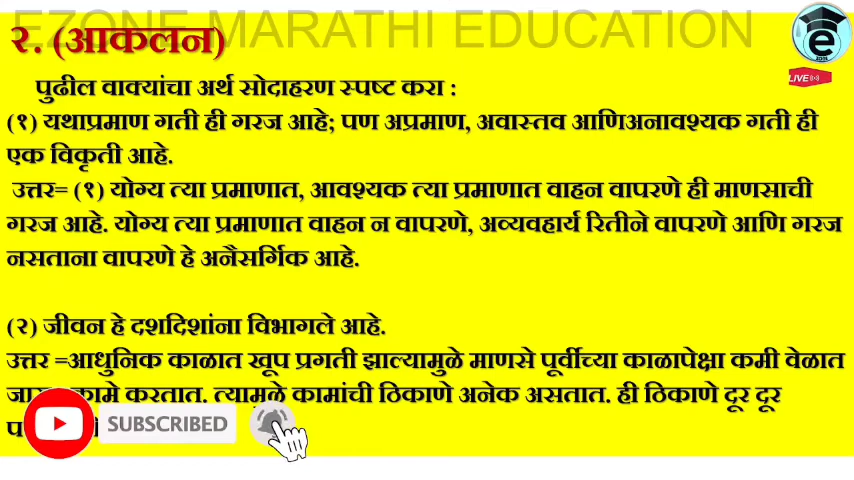 EZONE MARATHI EDUCATION
२. (आकलन)
e
EZONE
LIVE
पुढील वाक्यांचा अर्थ सोदाहरण स्पष्ट करा :
(१) यथाप्रमाण गती ही गरज आहे; पण अप्रमाण, अवास्तव आणिअनावश्यक गती ही
एक विकृती आहे.
उत्तर= (१) योग्य त्या प्रमाणात, आवश्यक त्या प्रमाणात वाहन वापरणे ही माणसाची
गरज आहे. योग्य त्या प्रमाणात वाहन न वापरणे, अव्यवहार्य रितीने वापरणे आणि गरज
नसताना वापरणे हे अनैसर्गिक आहे.
(२) जीवन हे दशदिशांना विभागले आहे.
उत्तर =आधुनिक काळात खूप प्रगती झाल्यामुळे माणसे पूर्वीच्या काळापेक्षा कमी वेळात
कामे करतात. त्यामुळे कामांची ठिकाणे अनेक असतात. ही ठिकाणे दूर दूर
SUBSCRIBED